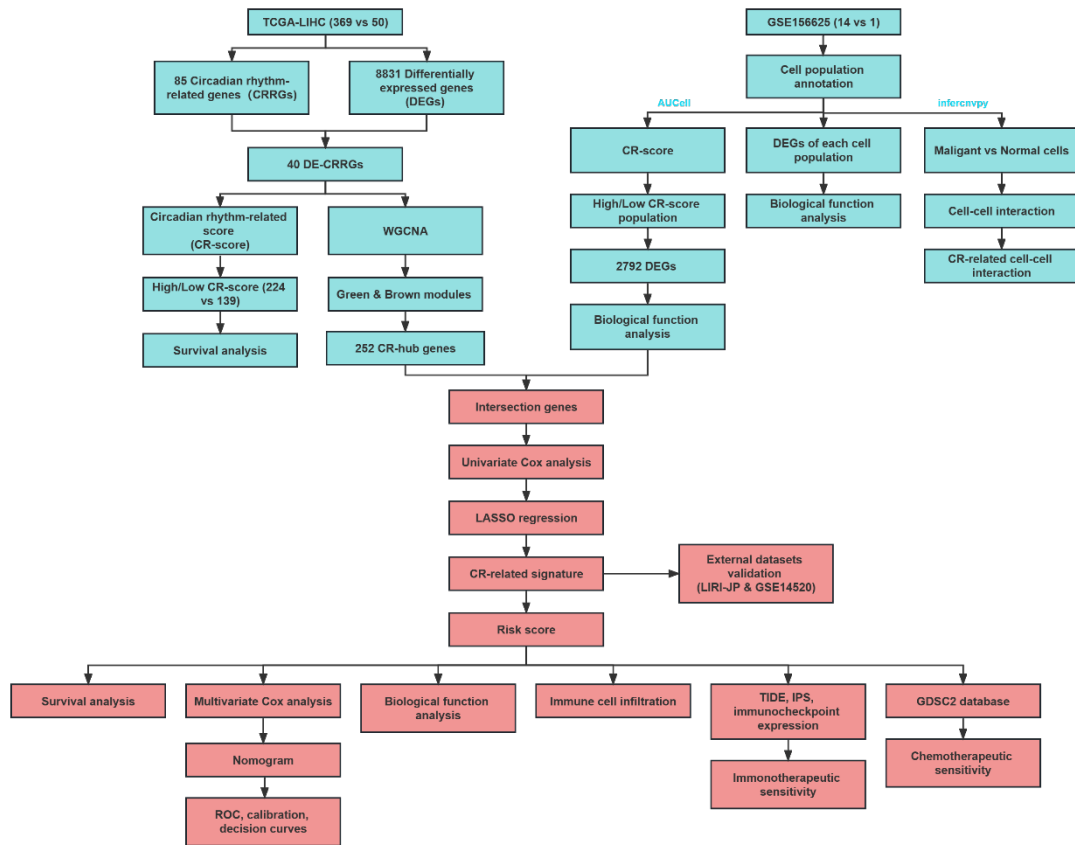 TCGA-LIHC (369 vs 50)
GSE156625 (14 vs 1)
85 Circadian rhythm-
related genes（CRRGs)
8831 Differentially
expressed genes
(DEGs)
Cell population
annotation
AUCell
infercnvpy
40 DE-CRRGs
CR-score
DEGs of each cell
population
Maligant vs Normal cells
Circadian rhythm-related
score
(CR-score)
WGCNA
High/Low CR-score
population
Biological function
analysis
Cell-cell interaction
2792 DEGs
CR-related cell-cell
interaction
High/Low CR-score (224
vs 139)
Green & Brown modules
Biological function
analysis
Survival analysis
252 CR-hub genes
Intersection genes
Univariate Cox analysis
LASSO regression
CR-related signature
External datasets
validation
(LIRI-JP & GSE14520)
Risk score
Survival analysis
Multivariate Cox analysis
Biological function
analysis
Immune cell infiltration
TIDE, IPS,
immunocheckpoint
expression
GDSC2 database
Nomogram
Immonotherapeutic
sensitivity
Chemotherapeutic
sensitivity
ROC, calibration,
decision curves